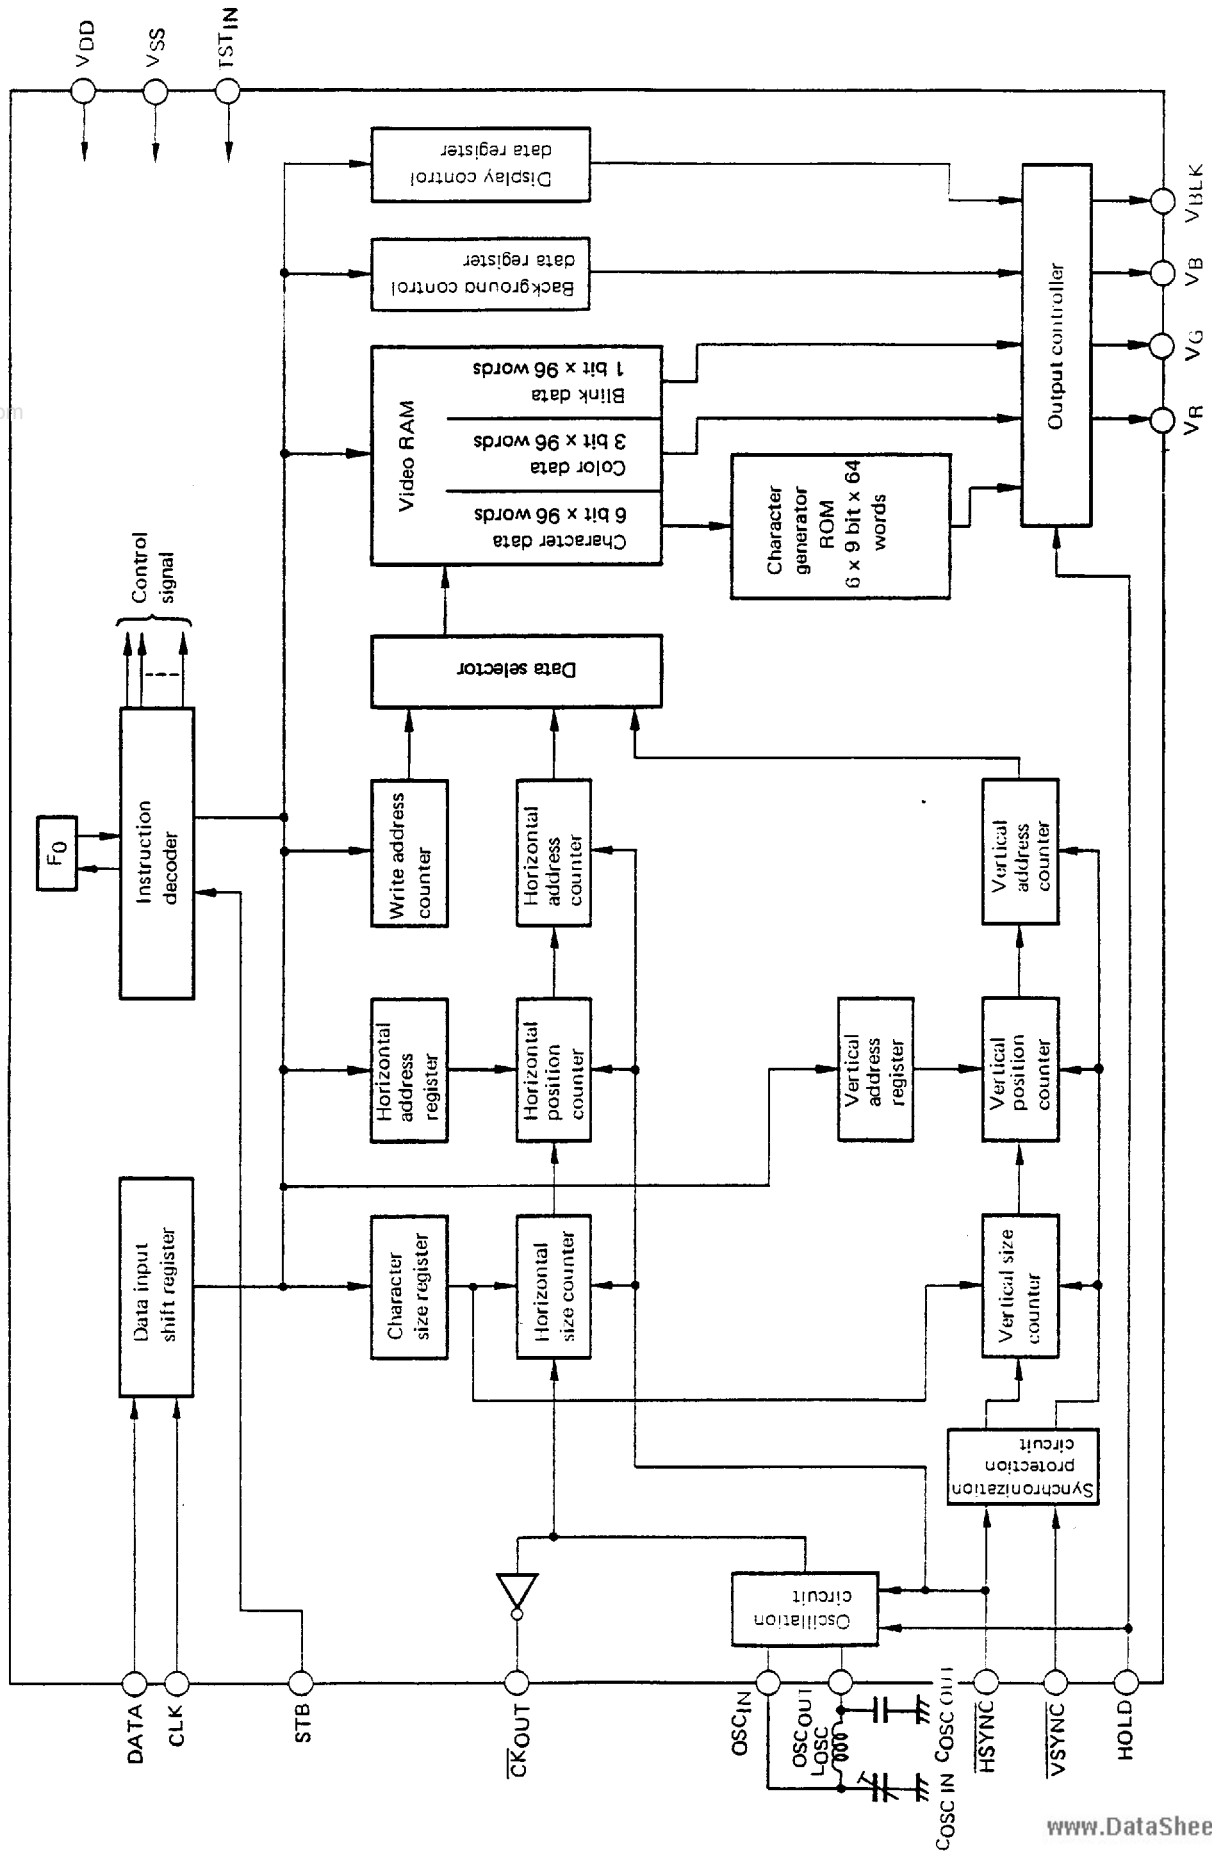 VDD
VSS
TSTIN
Control
signal
F0
Instruction
decoder
Data input
shift register
Display control
data register
Background control
data register
Video RAM
Blink data
1 bit x 96 words
Color data
3 bit x 96 words
Character data
6 bit x 96 words
Character
generator
ROM
6 x 9 bit x 64
words
Output controller
VBLK
VB
VG
VR
Data selector
Write address
counter
Horizontal
address
counter
Vertical
address
counter
Horizontal
address
register
Horizontal
position
counter
Vertical
address
register
Vertical
position
counter
Character
size register
Horizontal
size counter
Vertical size
counter
Synchronization
protection
circuit
Oscillation
circuit
DATA
CLK
STB
CKOUT
OSCIN
OSCOUT
LOSC
COSC IN
COSC OUT
HSYNC
VSYNC
HOLD
om
www.DataShee